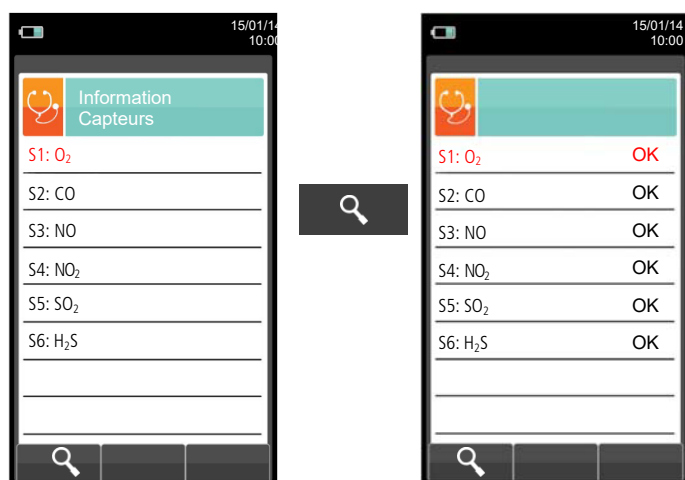 15/01/14
10:00
Information
Capteurs
S1: O₂
S2: CO
S3: NO
S4: NO₂
S5: SO₂
S6: H₂S
15/01/14
10:00
S1: O₂ OK
S2: CO OK
S3: NO OK
S4: NO₂ OK
S5: SO₂ OK
S6: H₂S OK